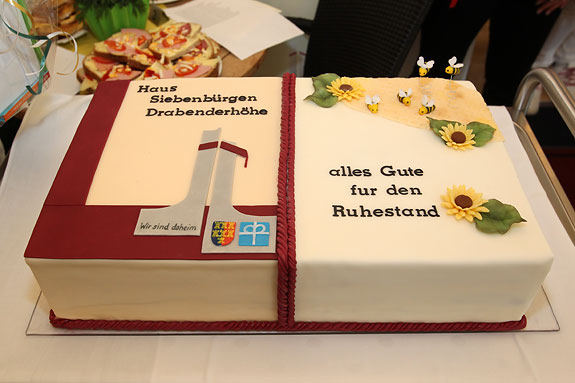 Haus
Siebenbürgen
Drabenderhöhe
Wir sind daheim
alles Gute
fur den
Ruhestand